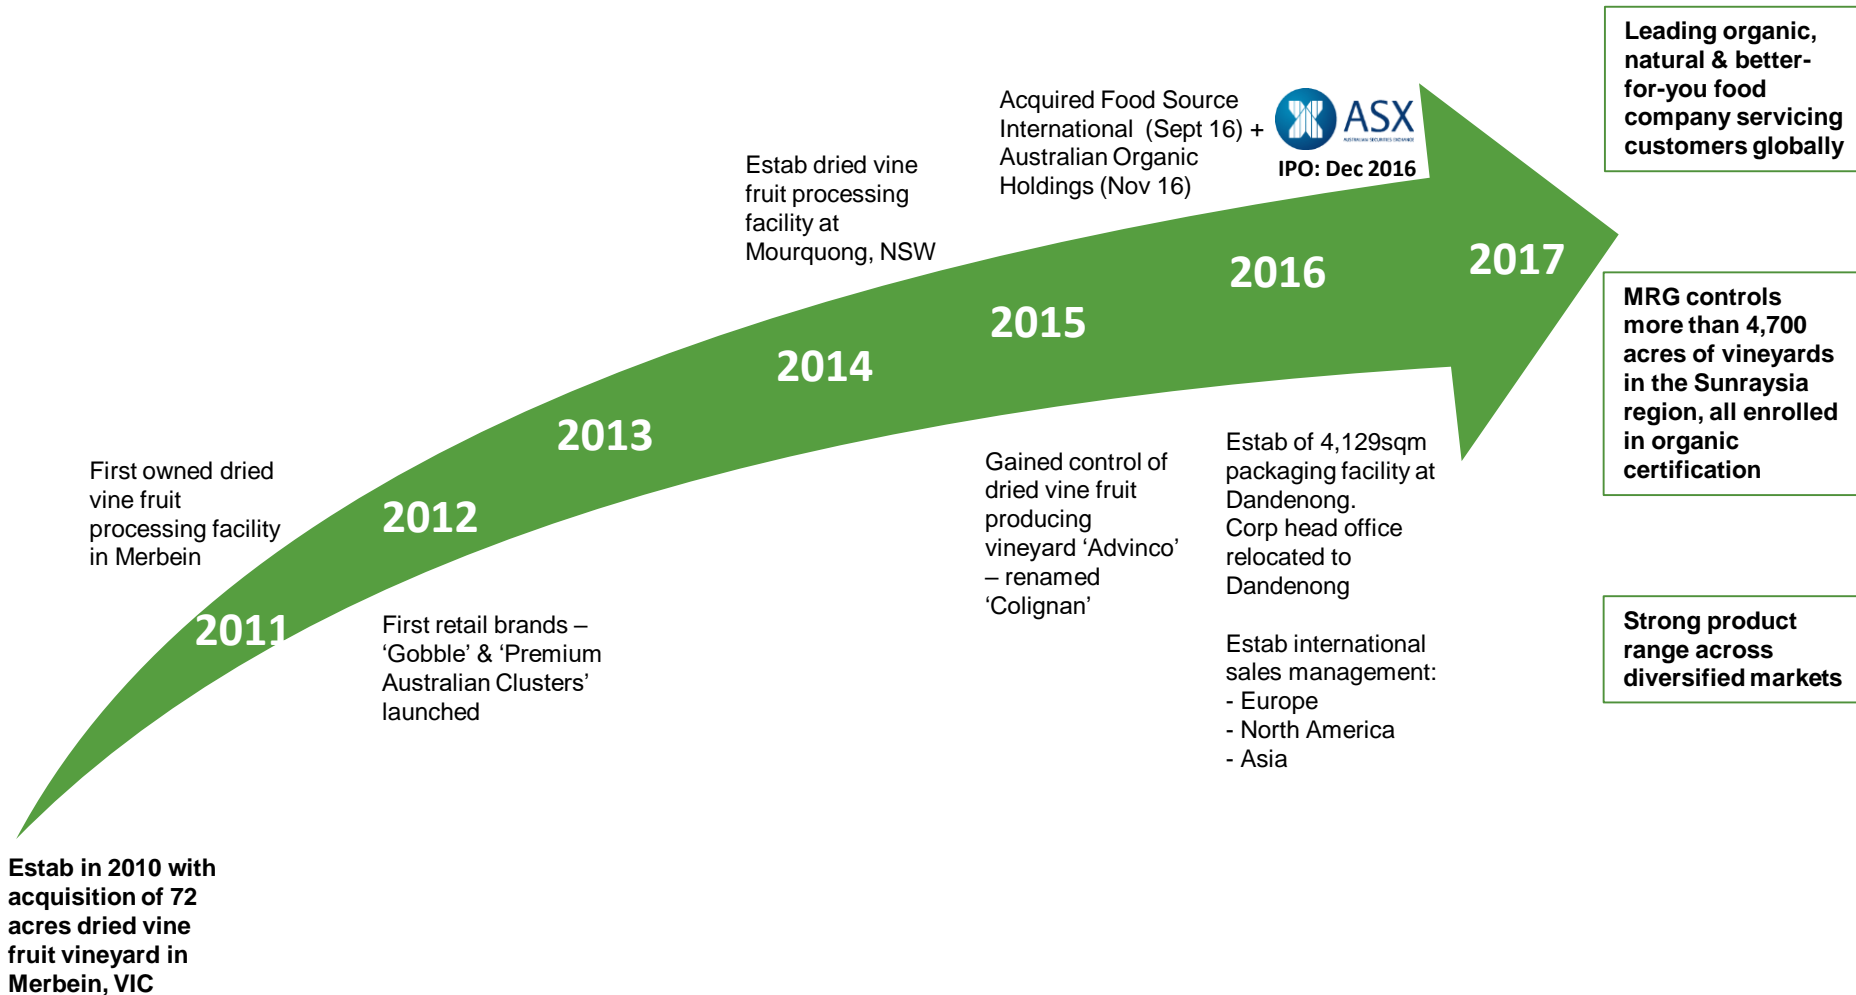 Leading organic,
natural & better-
for-you food
company servicing
customers globally
Acquired Food Source
International (Sept 16) +
Australian Organic
Holdings (Nov 16)
ASX
AUSTRALIAN SECURITIES EXCHANGE
IPO: Dec 2016
Estab dried vine
fruit processing
facility at
Mourquong, NSW
2017
2016
2015
2014
2013
2012
2011
MRG controls
more than 4,700
acres of vineyards
in the Sunraysia
region, all enrolled
in organic
certification
First owned dried
vine fruit
processing facility
in Merbein
Gained control of
dried vine fruit
producing
vineyard ‘Advinco’
– renamed
‘Colignan’
Estab of 4,129sqm
packaging facility at
Dandenong.
Corp head office
relocated to
Dandenong
Estab international
sales management:
- Europe
- North America
- Asia
First retail brands –
‘Gobble’ & ‘Premium
Australian Clusters’
launched
Strong product
range across
diversified markets
Estab in 2010 with
acquisition of 72
acres dried vine
fruit vineyard in
Merbein, VIC